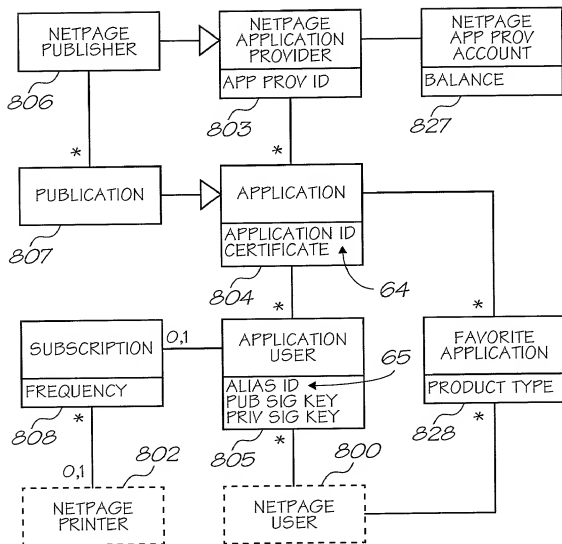 NETPAGE
PUBLISHER
806
NETPAGE
APPLICATION
PROVIDER
APP PROV ID
803
NETPAGE
APP PROV
ACCOUNT
BALANCE
827
*
*
PUBLICATION
807
APPLICATION
APPLICATION ID
CERTIFICATE
804
64
*
*
SUBSCRIPTION
FREQUENCY
808
0,1
APPLICATION
USER
ALIAS ID
PUB SIG KEY
PRIV SIG KEY
805
65
FAVORITE
APPLICATION
PRODUCT TYPE
828
*
*
*
0,1
802
NETPAGE
PRINTER
800
NETPAGE
USER